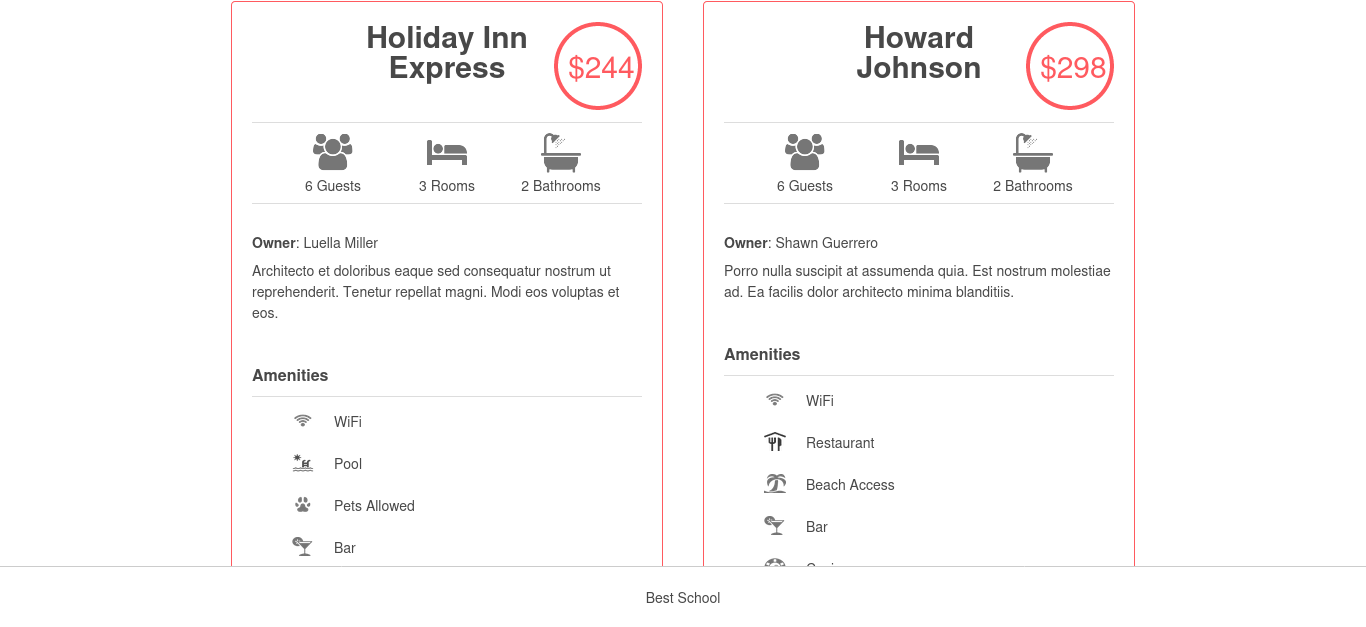 Holiday Inn
Express
$244
6 Guests
3 Rooms
2 Bathrooms
Owner: Luella Miller
Architecto et doloribus eaque sed consequatur nostrum ut
reprehenderit. Tenetur repellat magni. Modi eos voluptas et
eos.
Amenities
WiFi
Pool
Pets Allowed
Bar
Howard
Johnson
$298
6 Guests
3 Rooms
2 Bathrooms
Owner: Shawn Guerrero
Porro nulla suscipit at assumenda quia. Est nostrum molestiae
ad. Ea facilis dolor architecto minima blanditiis.
Amenities
WiFi
Restaurant
Beach Access
Bar
Best School